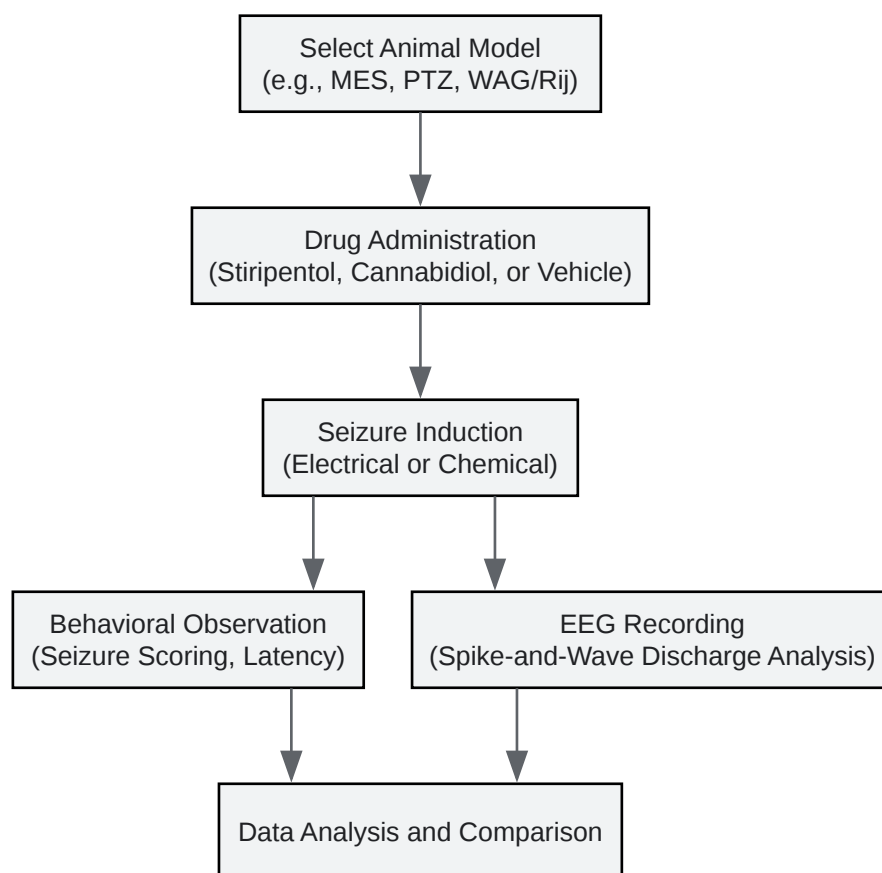 Select Animal Model
(e.g., MES, PTZ, WAG/Rij)
Drug Administration
(Stiripentol, Cannabidiol, or Vehicle)
Seizure Induction
(Electrical or Chemical)
Behavioral Observation
(Seizure Scoring, Latency)
EEG Recording
(Spike-and-Wave Discharge Analysis)
Data Analysis and Comparison